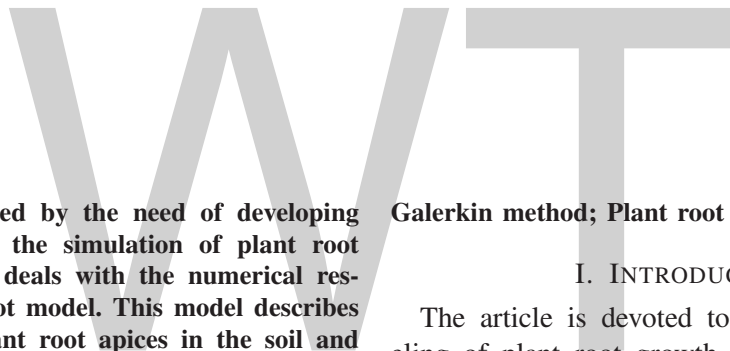 WT
ed by the need of developing
the simulation of plant root
deals with the numerical res-
ot model. This model describes
nt root apices in the soil and
Galerkin method; Plant root
I. INTRODUC
The article is devoted to
eling of plant root growth